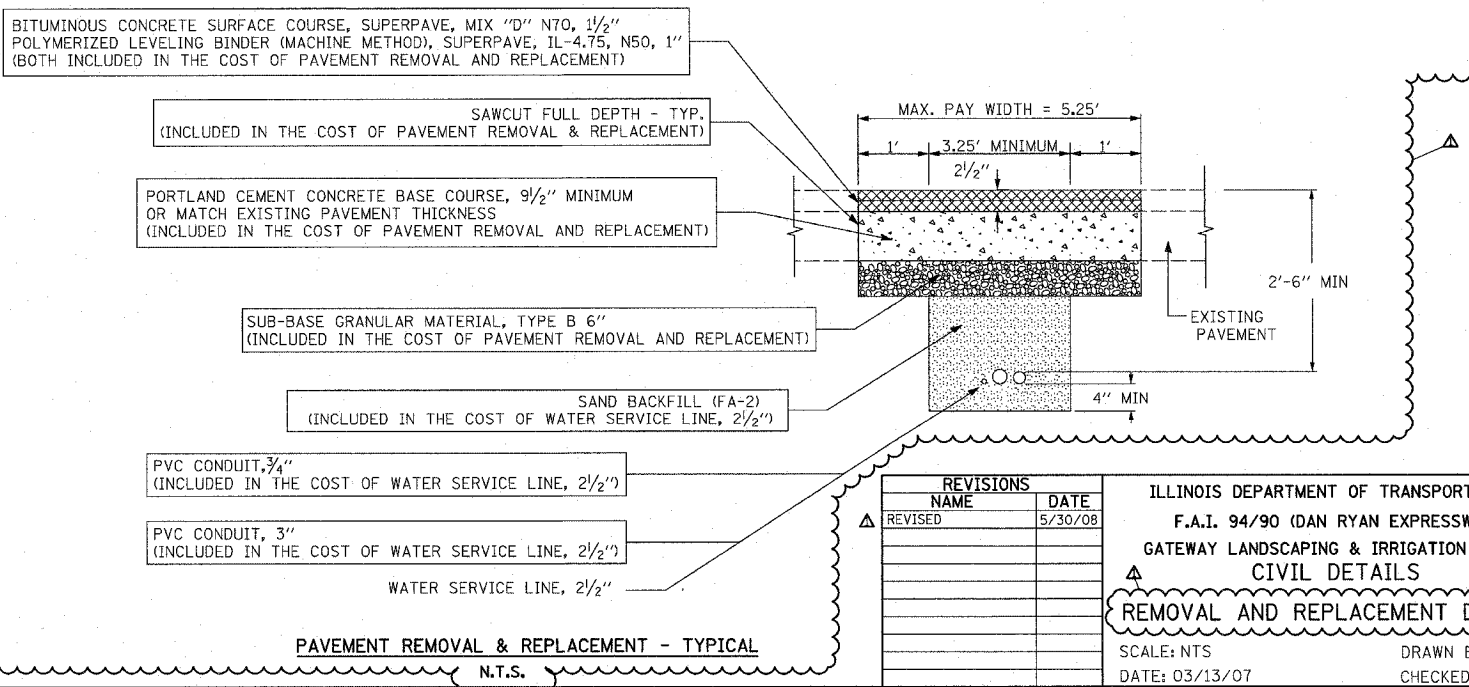 BITUMINOUS CONCRETE SURFACE COURSE, SUPERPAVE, MIX "D" N70, 1½"
POLYMERIZED LEVELING BINDER (MACHINE METHOD), SUPERPAVE, IL-4.75, N50, 1"
(BOTH INCLUDED IN THE COST OF PAVEMENT REMOVAL AND REPLACEMENT)
SAWCUT FULL DEPTH - TYP.
(INCLUDED IN THE COST OF PAVEMENT REMOVAL & REPLACEMENT)
PORTLAND CEMENT CONCRETE BASE COURSE, 9½" MINIMUM
OR MATCH EXISTING PAVEMENT THICKNESS
(INCLUDED IN THE COST OF PAVEMENT REMOVAL AND REPLACEMENT)
SUB-BASE GRANULAR MATERIAL, TYPE B 6"
(INCLUDED IN THE COST OF PAVEMENT REMOVAL AND REPLACEMENT)
SAND BACKFILL (FA-2)
(INCLUDED IN THE COST OF WATER SERVICE LINE, 2½")
PVC CONDUIT,¾"
(INCLUDED IN THE COST OF WATER SERVICE LINE, 2½")
PVC CONDUIT, 3"
(INCLUDED IN THE COST OF WATER SERVICE LINE, 2½")
WATER SERVICE LINE, 2½"
MAX. PAY WIDTH = 5.25'
1'
3.25' MINIMUM
1'
2½"
2'-6" MIN
EXISTING
PAVEMENT
4" MIN
1
PAVEMENT REMOVAL & REPLACEMENT - TYPICAL
N.T.S.
REVISIONS
NAME
DATE
1
REVISED
5/30/08
ILLINOIS DEPARTMENT OF TRANSPORT
F.A.I. 94/90 (DAN RYAN EXPRESSW
GATEWAY LANDSCAPING & IRRIGATION
1
CIVIL DETAILS
REMOVAL AND REPLACEMENT D
SCALE: NTS
DRAWN B
DATE: 03/13/07
CHECKED